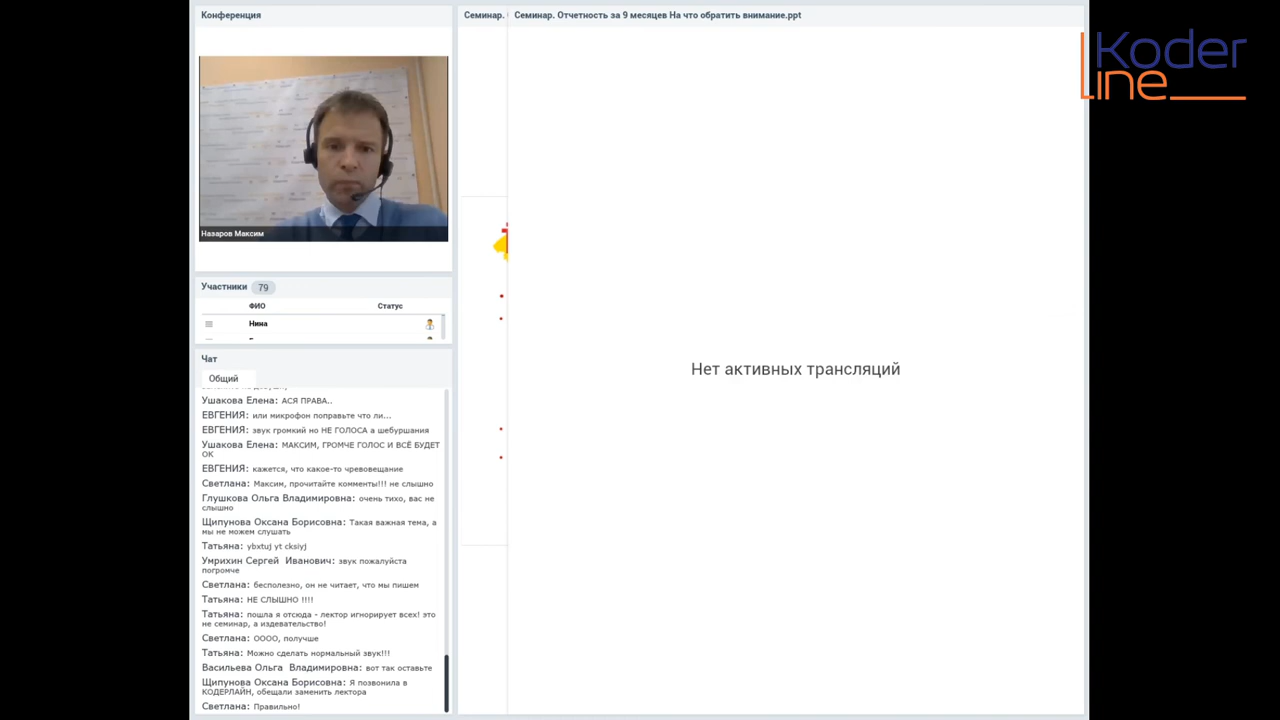 Конференция
Назаров Максим
Участники 79
ФИО Статус
Нина
Чат
Общий
Ушакова Елена: АСЯ ПРАВА..
ЕВГЕНИЯ: или микрофон поправьте что ли...
ЕВГЕНИЯ: звук громкий но НЕ ГОЛОСА а шебуршания
Ушакова Елена: МАКСИМ, ГРОМЧЕ ГОЛОС И ВСЁ БУДЕТ
ОК
ЕВГЕНИЯ: кажется, что какое-то чревовещание
Светлана: Максим, прочитайте комменты!!! не слышно
Глушкова Ольга Владимировна: очень тихо, вас не
слышно
Щипунова Оксана Борисовна: Такая важная тема, а
мы не можем слушать
Татьяна: ybxtuj yt cksiyj
Умрихин Сергей Иванович: звук пожалуйста
погромче
Светлана: бесполезно, он не читает, что мы пишем
Татьяна: НЕ СЛЫШНО !!!!
Татьяна: пошла я отсюда - лектор игнорирует всех! это
не семинар, а издевательство!
Светлана: ОООО, получше
Татьяна: Можно сделать нормальный звук!!!
Васильева Ольга Владимировна: вот так оставьте
Щипунова Оксана Борисовна: Я позвонила в
КОДЕРЛАЙН, обещали заменить лектора
Светлана: Правильно!
Семинар.
Семинар. Отчетность за 9 месяцев На что обратить внимание.ppt
Нет активных трансляций
Koder
line